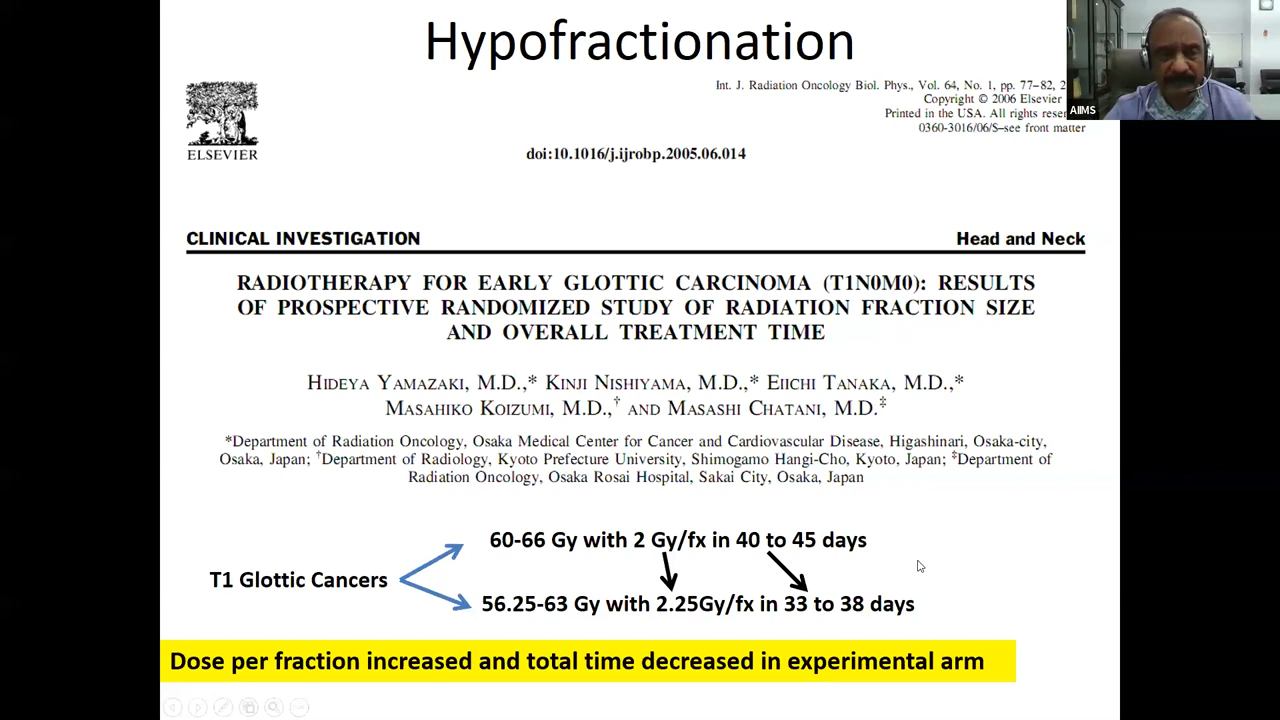 Hypofractionation
Int. J. Radiation Oncology Biol. Phys., Vol. 64, No. 1, pp. 77–82, 2
Copyright © 2006 Elsevier
Printed in the USA. All rights
0360-3016/06/$–see front matter
AIIMS
ELSEVIER
doi:10.1016/j.ijrobp.2005.06.014
CLINICAL INVESTIGATION
Head and Neck
RADIOTHERAPY FOR EARLY GLOTTIC CARCINOMA (T1N0M0): RESULTS
OF PROSPECTIVE RANDOMIZED STUDY OF RADIATION FRACTION SIZE
AND OVERALL TREATMENT TIME
HIDEYA YAMAZAKI, M.D.,* KINJI NISHIYAMA, M.D.,* EIICHI TANAKA, M.D.,*
MASAHIKO KOIZUMI, M.D.,† AND MASASHI CHATANI, M.D.‡
*Department of Radiation Oncology, Osaka Medical Center for Cancer and Cardiovascular Disease, Higashinari, Osaka-city,
Osaka, Japan; †Department of Radiology, Kyoto Prefecture University, Shimogamo Hangi-Cho, Kyoto, Japan; ‡Department of
Radiation Oncology, Osaka Rosai Hospital, Sakai City, Osaka, Japan
60-66 Gy with 2 Gy/fx in 40 to 45 days
T1 Glottic Cancers
56.25-63 Gy with 2.25Gy/fx in 33 to 38 days
Dose per fraction increased and total time decreased in experimental arm